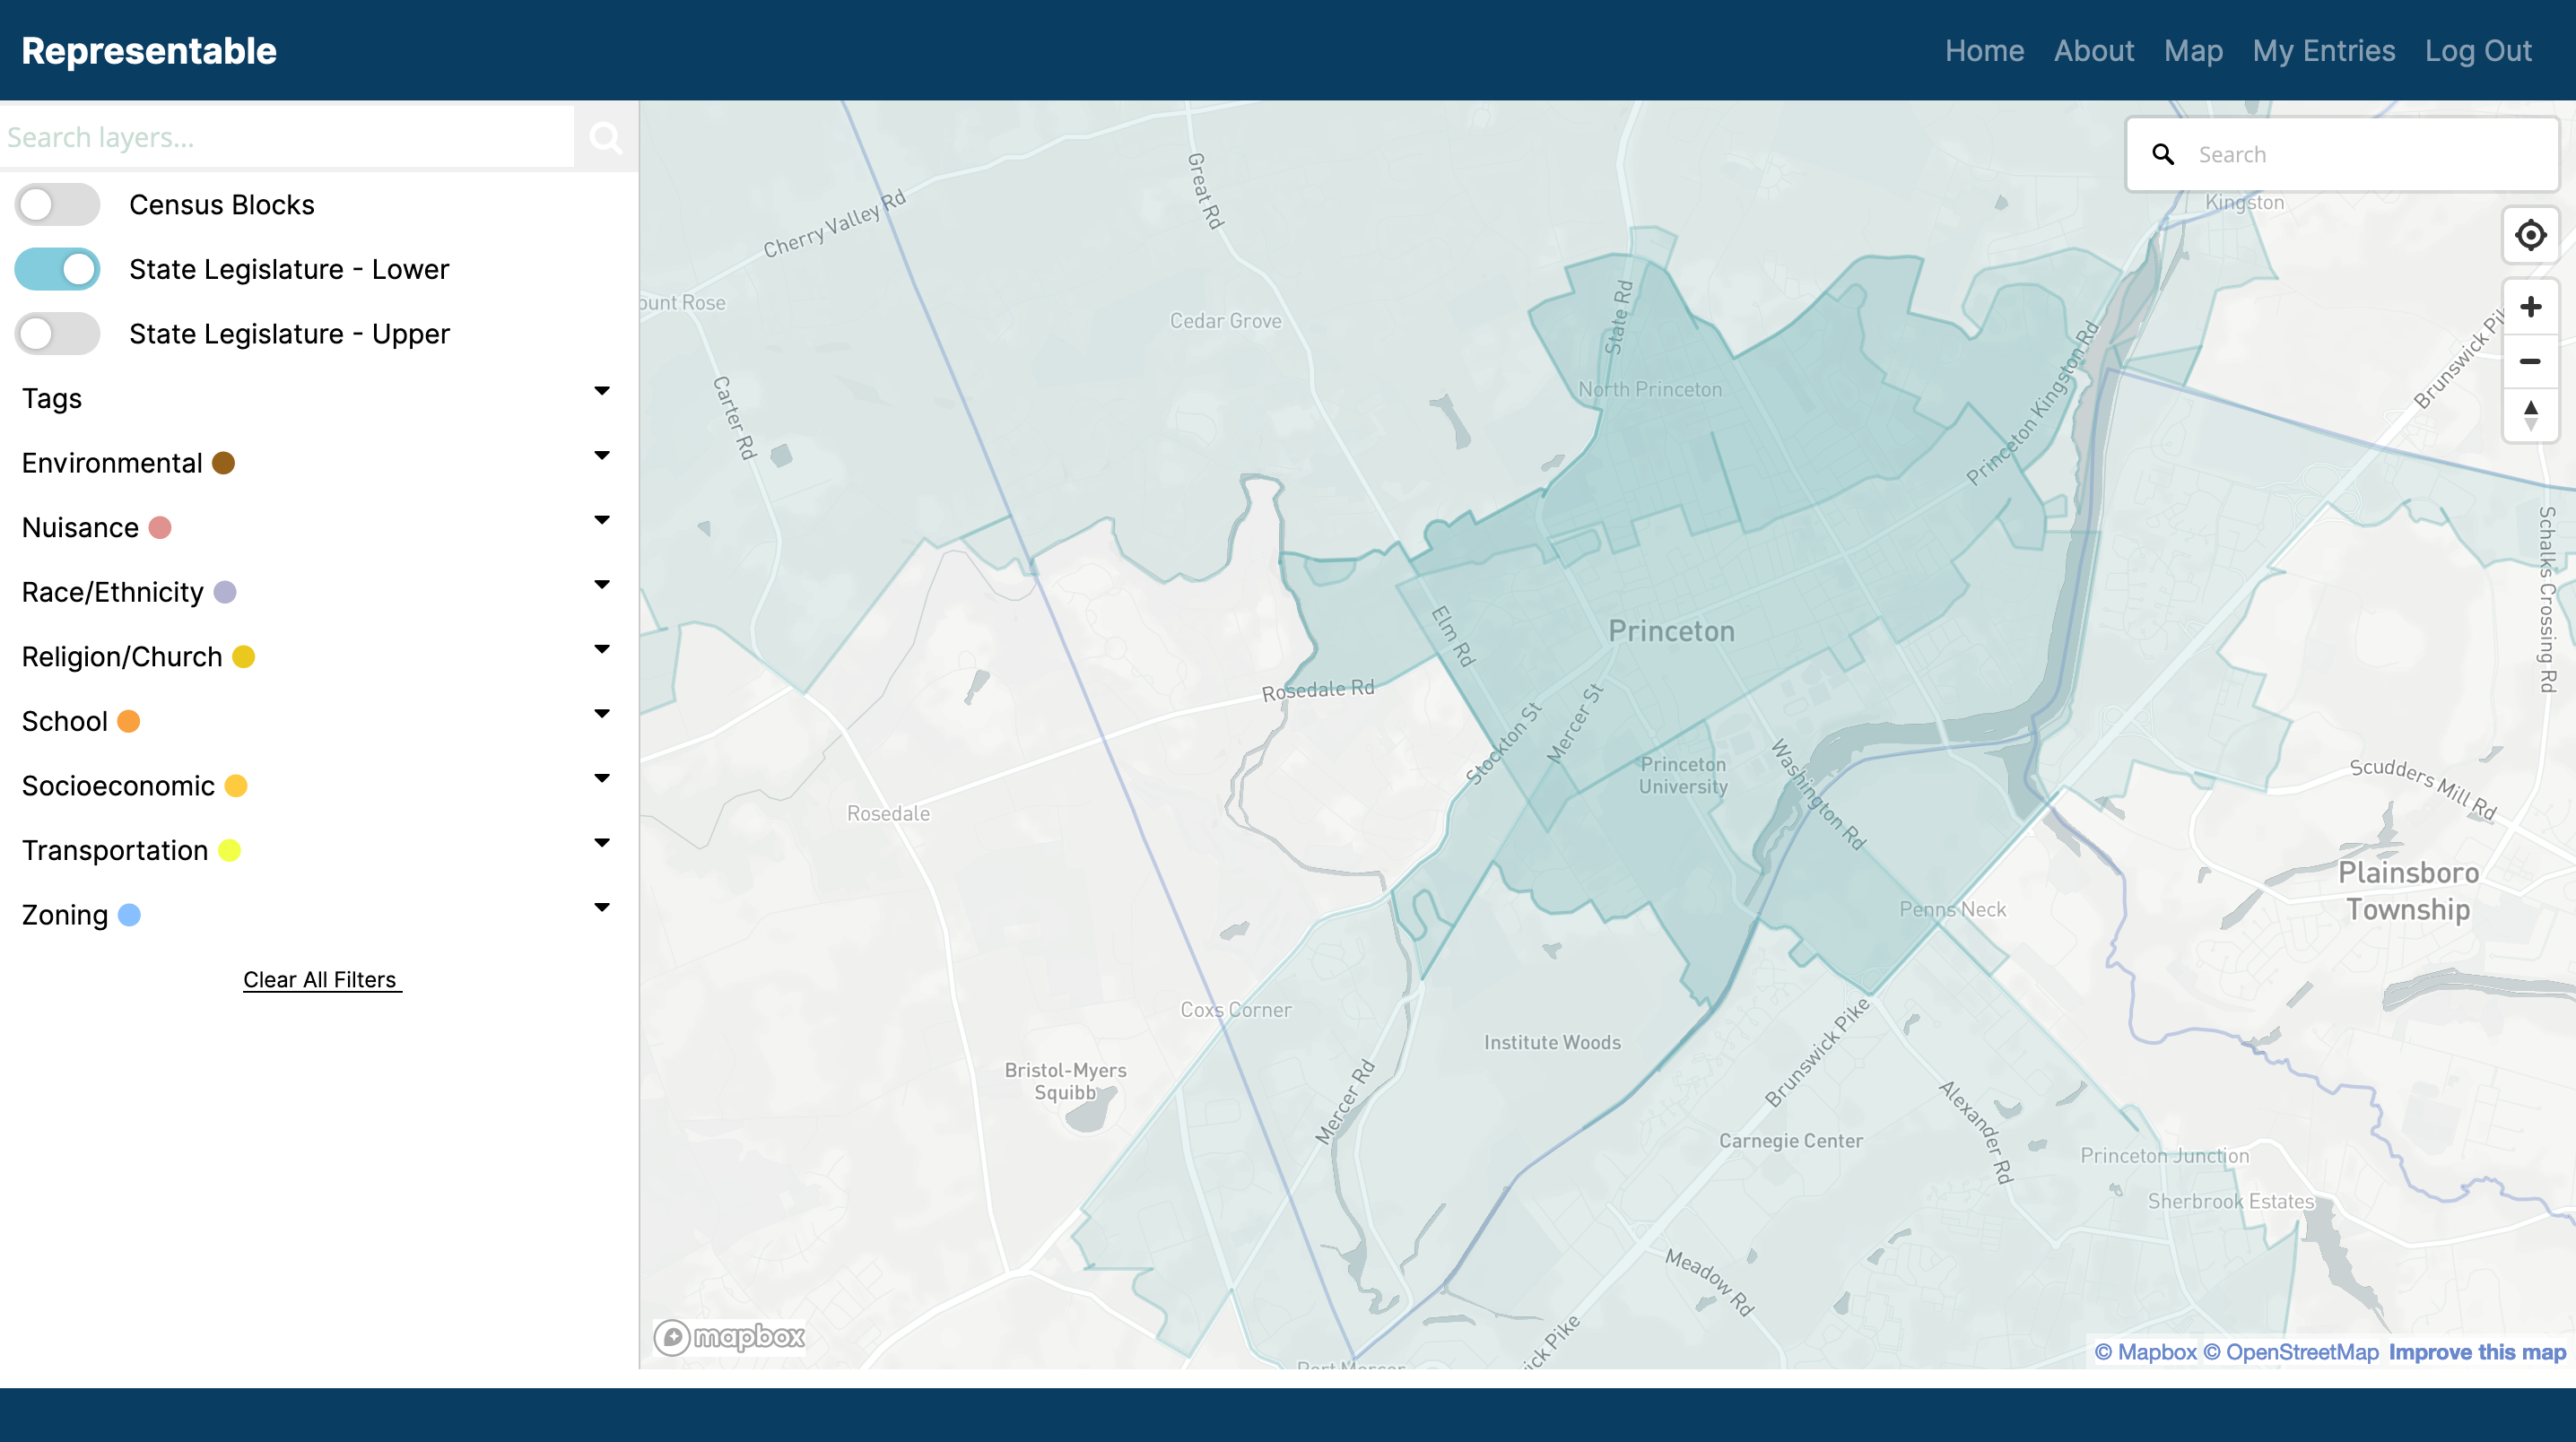 Representable
Home About Map My Entries Log Out
Search layers...
Census Blocks
State Legislature - Lower
State Legislature - Upper
Tags
Environmental
Nuisance
Race/Ethnicity
Religion/Church
School
Socioeconomic
Transportation
Zoning
Clear All Filters
Search
Kingston
Great Rd
Cherry Valley Rd
ount Rose
Cedar Grove
State Rd
Brunswick Pik
North Princeton
Carter Rd
Princeton Kingston Rd
Schalks Crossing Rd
Elm Rd
Princeton
Rosedale Rd
Stockton St
Mercer St
Princeton
University
Washington Rd
Scudders Mill Rd
Rosedale
Plainsboro
Township
Penns Neck
Coxs Corner
Institute Woods
Brunswick Pike
Bristol-Myers
Squibb
Mercer Rd
Alexander Rd
Carnegie Center
Princeton Junction
Sherbrook Estates
Meadow Rd
ick Pike
mapbox
© Mapbox © OpenStreetMap Improve this map